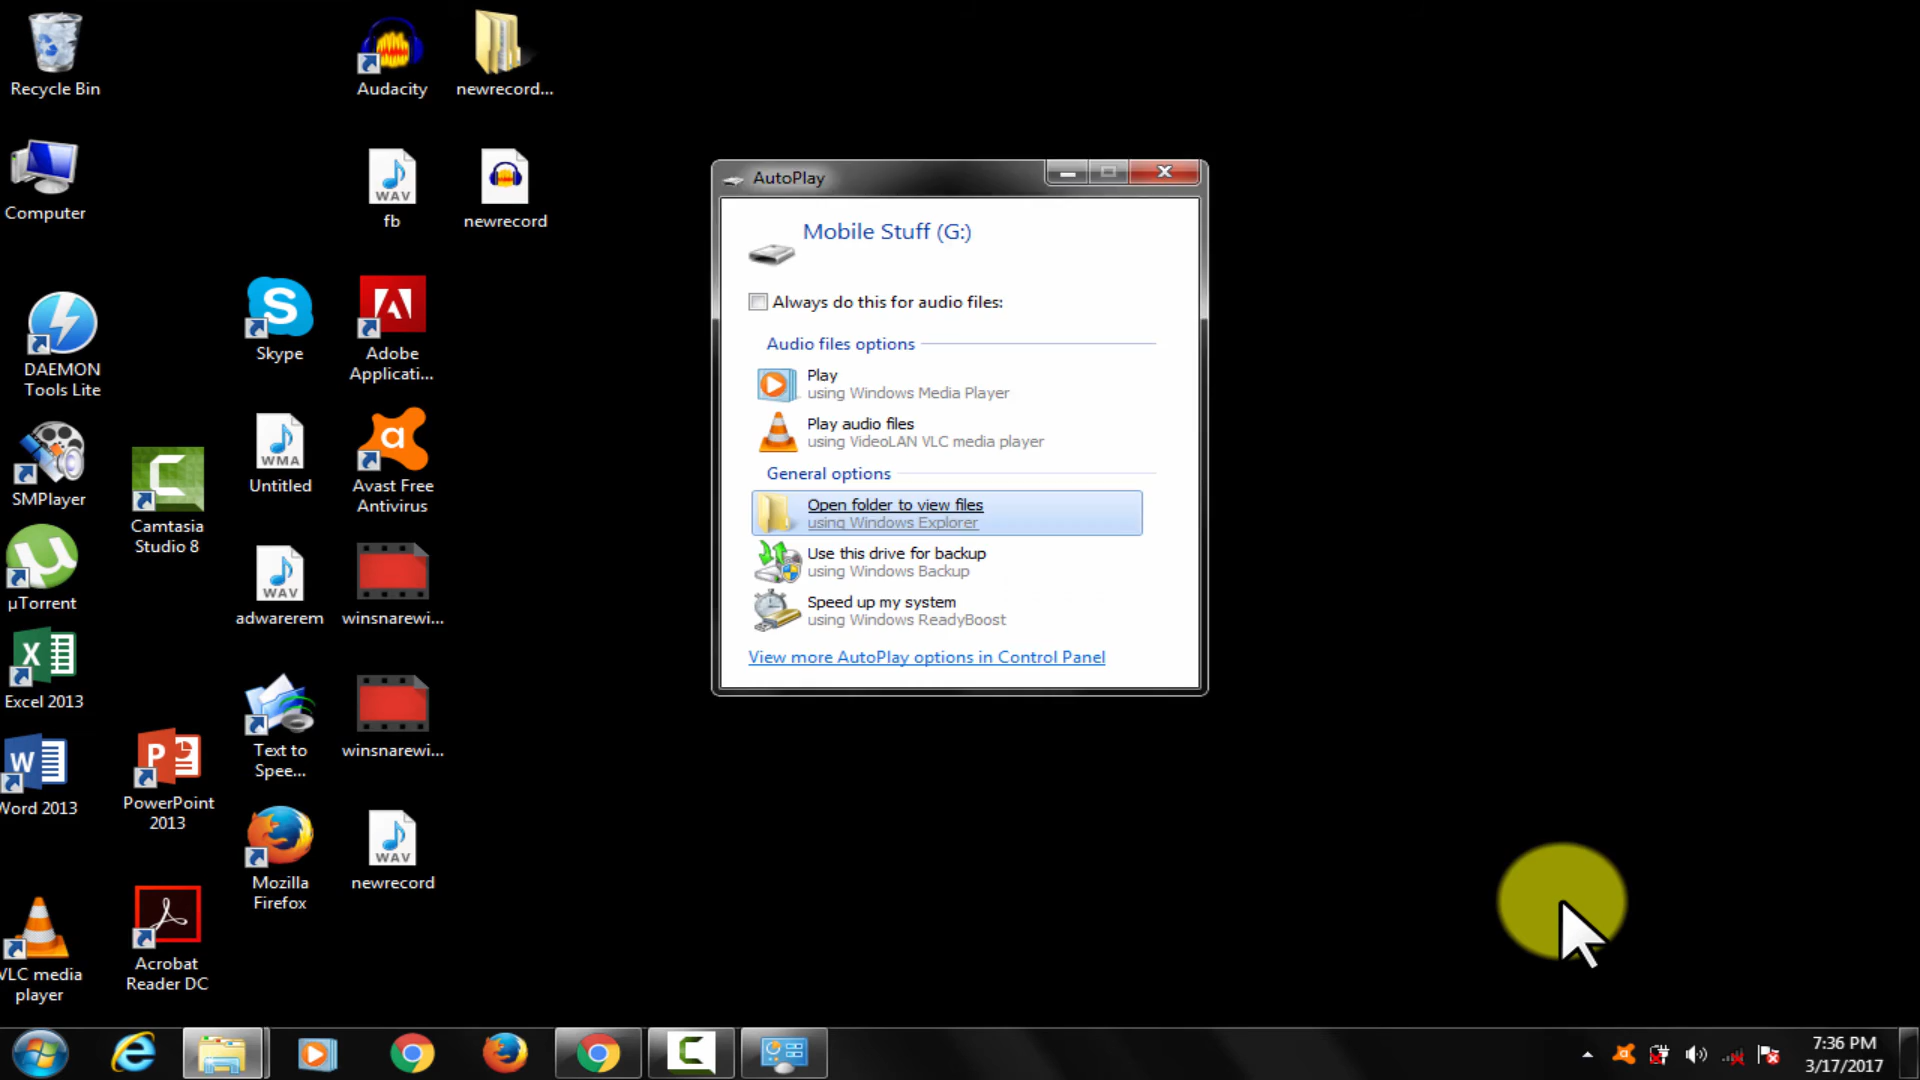 Recycle Bin
Computer
DAEMON
Tools Lite
SMPlayer
µTorrent
Excel 2013
Word 2013
VLC media
player
Camtasia
Studio 8
PowerPoint
2013
Acrobat
Reader DC
Skype
WMA
Untitled
WAV
adwarerem
Text to
Spee...
Mozilla
Firefox
Audacity
WAV
fb
Adobe
Applicati...
Avast Free
Antivirus
winsnarewi...
winsnarewi...
WAV
newrecord
newrecord...
newrecord
AutoPlay
Mobile Stuff (G:)
Always do this for audio files:
Audio files options
Play
using Windows Media Player
Play audio files
using VideoLAN VLC media player
General options
Open folder to view files
using Windows Explorer
Use this drive for backup
using Windows Backup
Speed up my system
using Windows ReadyBoost
View more AutoPlay options in Control Panel
7:36 PM
3/17/2017